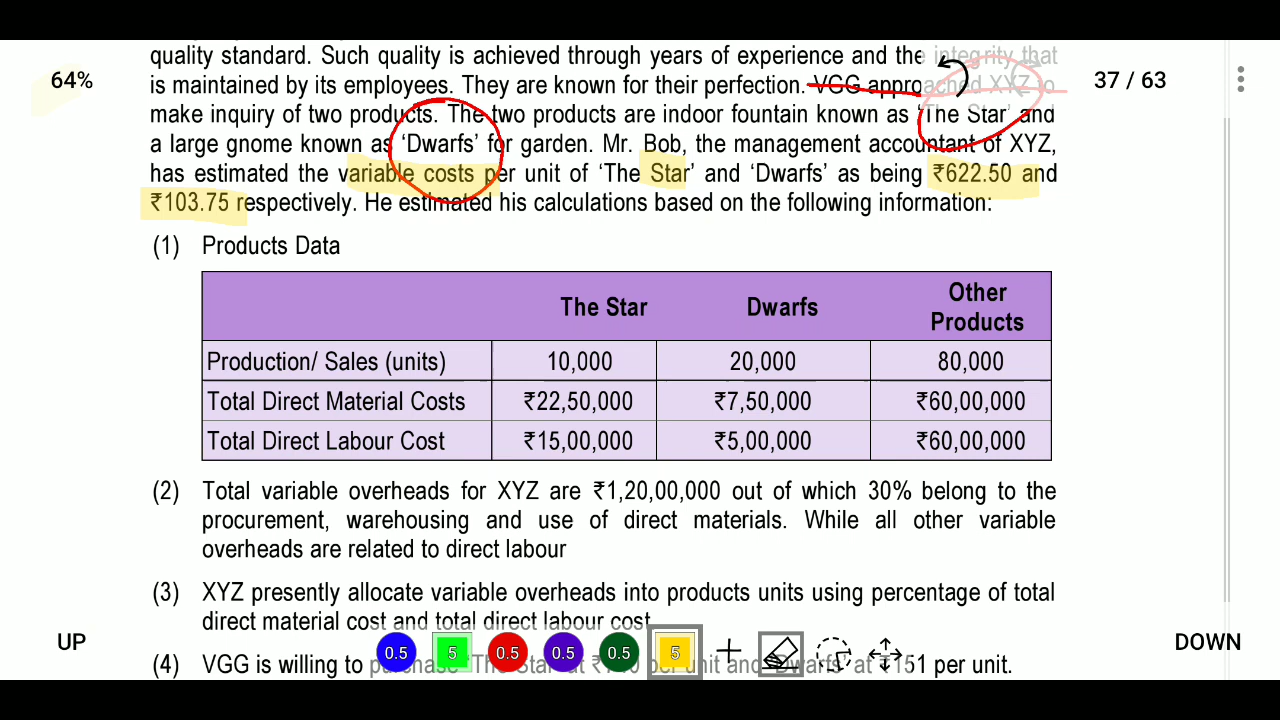 quality standard. Such quality is achieved through years of experience and the integrity that
64%
is maintained by its employees. They are known for their perfection. VGG approached XYZ to
37 / 63
make inquiry of two products. The two products are indoor fountain known as ‘The Star’ and
a large gnome known as ‘Dwarfs’ for garden. Mr. Bob, the management accountant of XYZ,
has estimated the variable costs per unit of ‘The Star’ and ‘Dwarfs’ as being ₹622.50 and
₹103.75 respectively. He estimated his calculations based on the following information:
(1) Products Data
The Star Dwarfs Other Products
Production/ Sales (units) 10,000 20,000 80,000
Total Direct Material Costs ₹22,50,000 ₹7,50,000 ₹60,00,000
Total Direct Labour Cost ₹15,00,000 ₹5,00,000 ₹60,00,000
(2) Total variable overheads for XYZ are ₹1,20,00,000 out of which 30% belong to the
procurement, warehousing and use of direct materials. While all other variable
overheads are related to direct labour
(3) XYZ presently allocate variable overheads into products units using percentage of total
direct material cost and total direct labour cost.
UP
0.5 5 0.5 0.5 0.5 5
DOWN
(4) VGG is willing to purchase ‘The Star’ at per unit and ‘Dwarfs’ at ₹151 per unit.